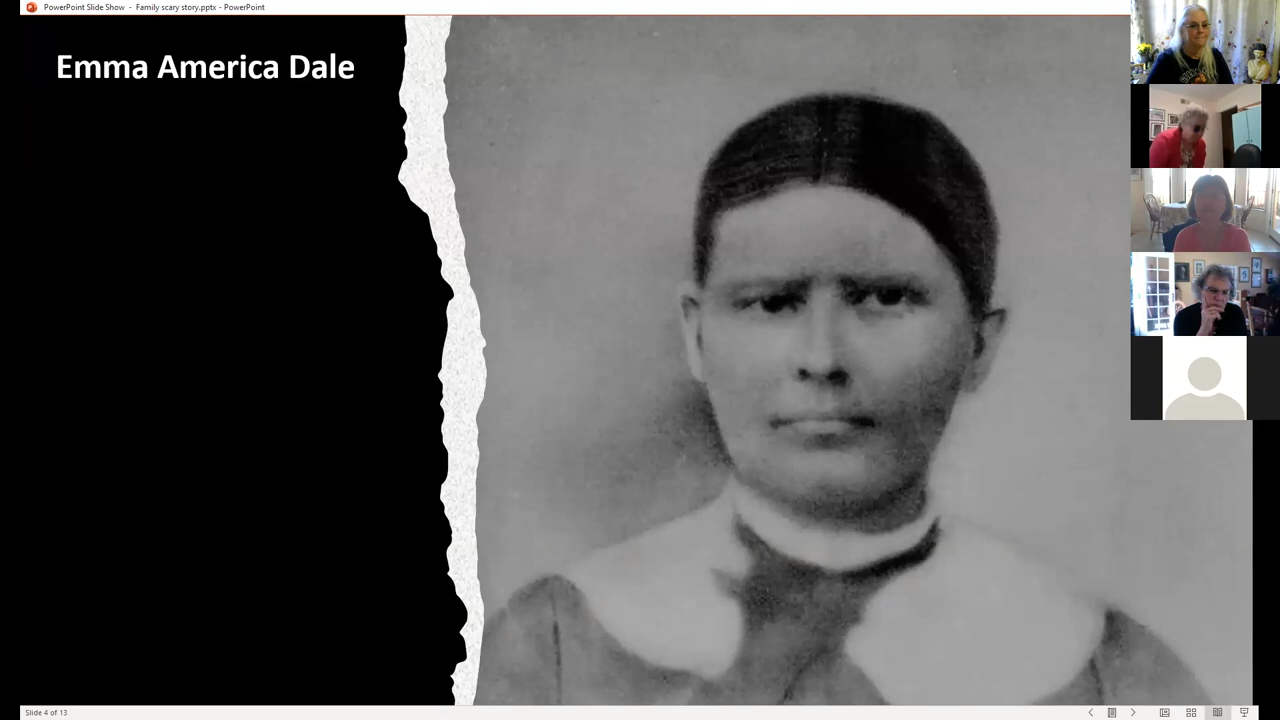 PowerPoint Slide Show - Family scary story.pptx - PowerPoint
Emma America Dale
Slide 4 of 13